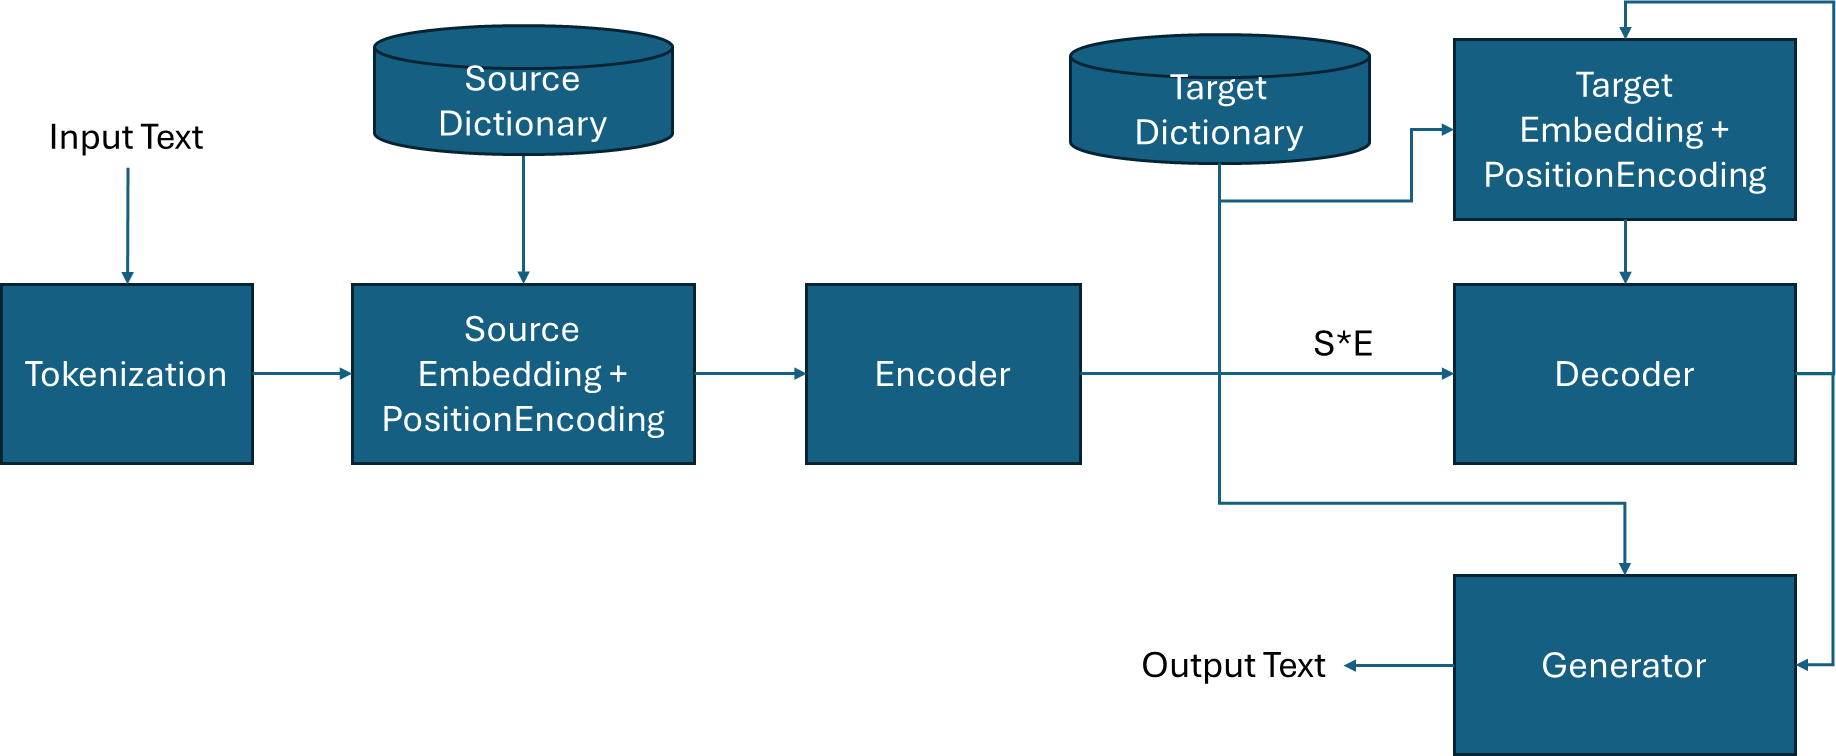 Source
Dictionary
Target
Dictionary
Target
Embedding +
PositionEncoding
Input Text
Tokenization
Source
Embedding +
PositionEncoding
Encoder
S*E
Decoder
Output Text
Generator